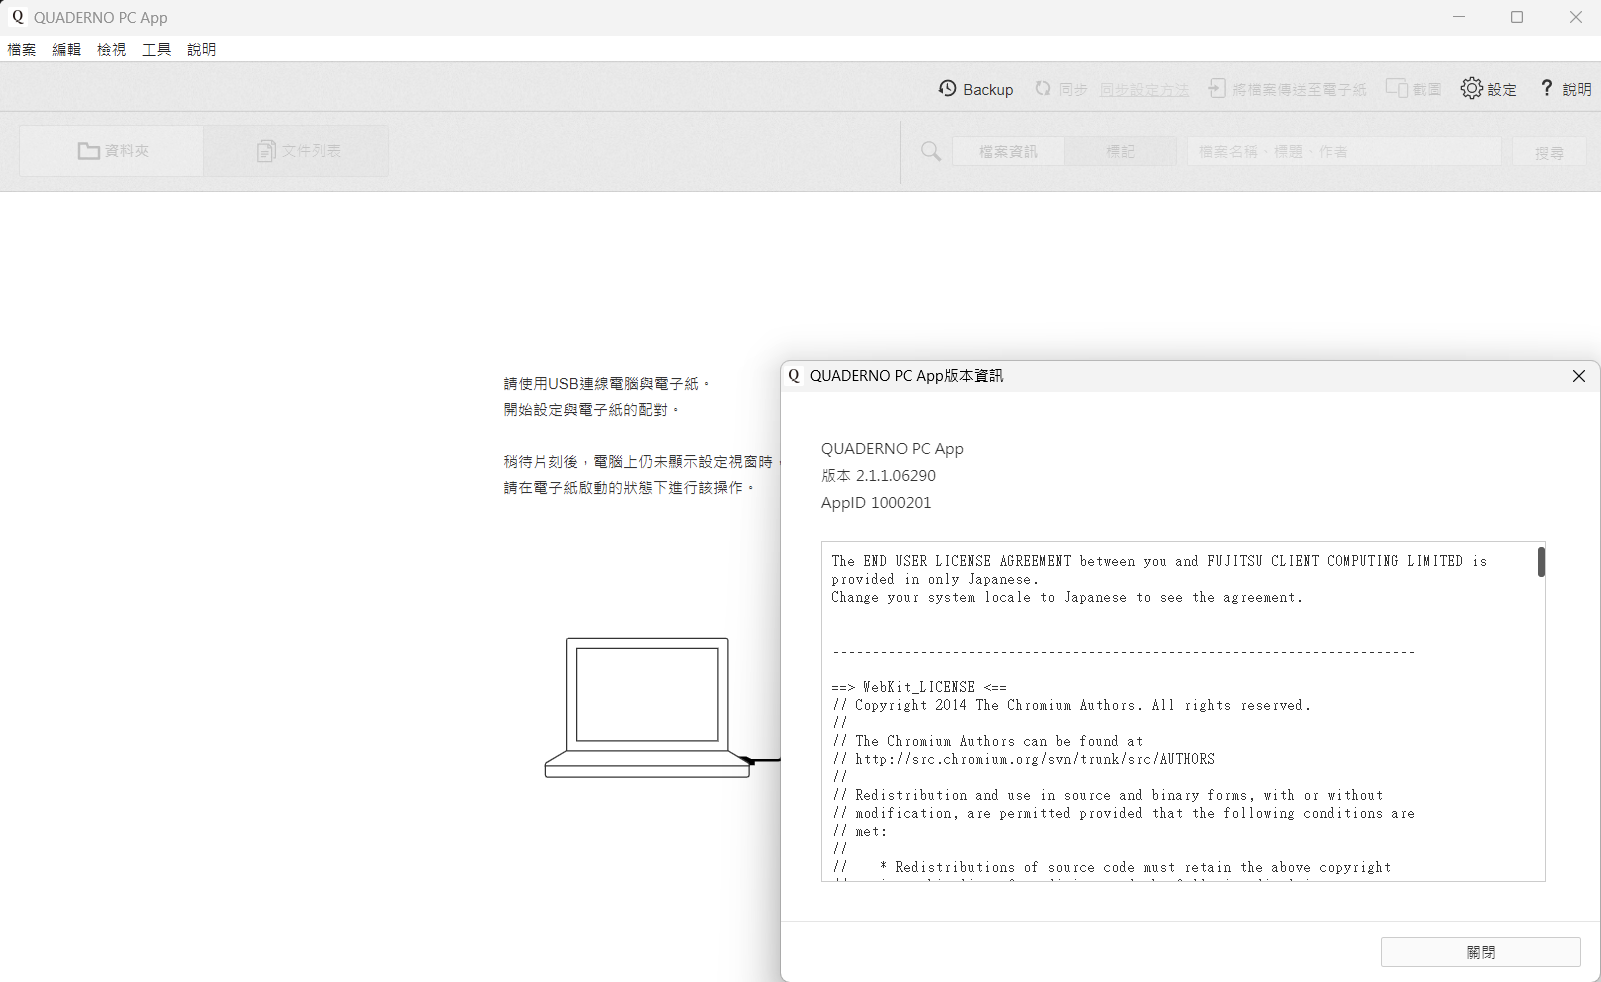 Q QUADERNO PC App
檔案 編輯 檢視 工具 說明
Backup 同步 同步設定方法 將檔案傳送至電子紙 截圖 設定 ? 說明
資料夾 文件列表 檔案資訊 標記 檔案名稱、標題、作者 搜尋
請使用USB連線電腦與電子紙。
開始設定與電子紙的配對。
稍待片刻後，電腦上仍未顯示設定視窗時，
請在電子紙啟動的狀態下進行該操作。
Q QUADERNO PC App版本資訊
QUADERNO PC App
版本 2.1.1.06290
AppID 1000201
The END USER LICENSE AGREEMENT between you and FUJITSU CLIENT COMPUTING LIMITED is
provided in only Japanese.
Change your system locale to Japanese to see the agreement.
-------------------------------------------------------------------------
==> WebKit_LICENSE <==
// Copyright 2014 The Chromium Authors. All rights reserved.
//
// The Chromium Authors can be found at
// http://src.chromium.org/svn/trunk/src/AUTHORS
//
// Redistribution and use in source and binary forms, with or without
// modification, are permitted provided that the following conditions are
// met:
//
//    * Redistributions of source code must retain the above copyright
關閉